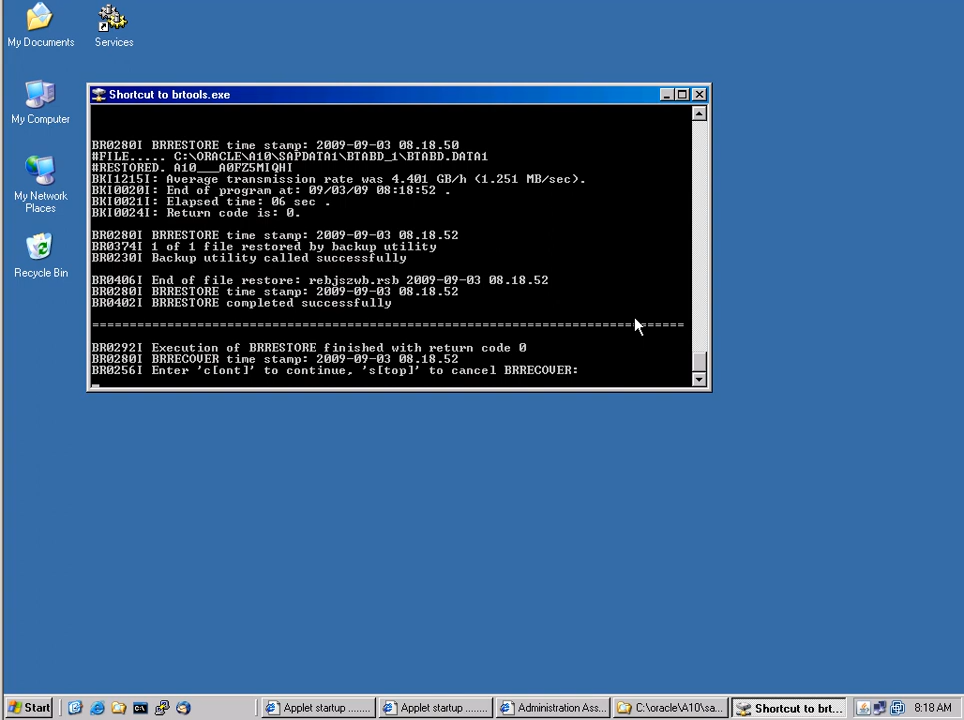 My Documents
Services
My Computer
My Network
Places
Recycle Bin
Shortcut to brtools.exe
BR0280I BRRESTORE time stamp: 2009-09-03 08.18.50
#FILE..... C:\ORACLE\A10\SAPDATA1\BTABD_1\BTABD.DATA1
#RESTORED. A10___A0FZ5MIQHI
BKI1215I: Average transmission rate was 4.401 GB/h (1.251 MB/sec).
BKI0020I: End of program at: 09/03/09 08:18:52 .
BKI0021I: Elapsed time: 06 sec .
BKI0024I: Return code is: 0.
BR0280I BRRESTORE time stamp: 2009-09-03 08.18.52
BR0374I 1 of 1 file restored by backup utility
BR0230I Backup utility called successfully
BR0406I End of file restore: rebjszwb.rsb 2009-09-03 08.18.52
BR0280I BRRESTORE time stamp: 2009-09-03 08.18.52
BR0402I BRRESTORE completed successfully
===============================================================================
BR0292I Execution of BRRESTORE finished with return code 0
BR0280I BRRECOVER time stamp: 2009-09-03 08.18.52
BR0256I Enter 'c[ont]' to continue, 's[top]' to cancel BRRECOVER:
Start
Applet startup ........
Applet startup ........
Administration Ass...
C:\oracle\A10\sa...
Shortcut to brt...
8:18 AM